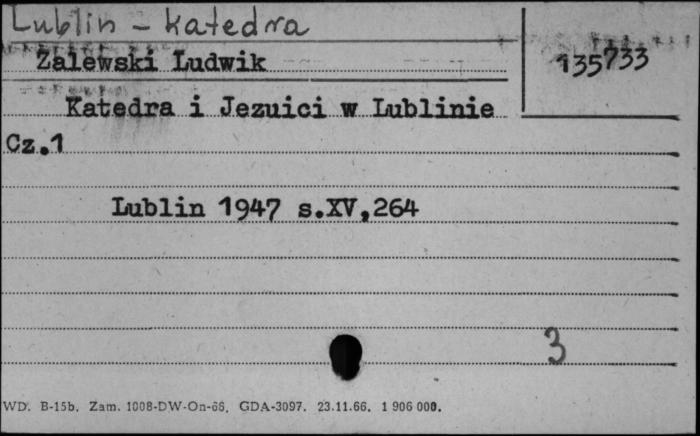 Lublin - Katedra
Zalewski Ludwik
135733
Katedra i Jezuici w Lublinie
Cz.1
Lublin 1947 s.XV,264
3
WD. B-15b. Zam. 1008-DW-On-66. GDA-3097. 23.11.66. 1 906 000.